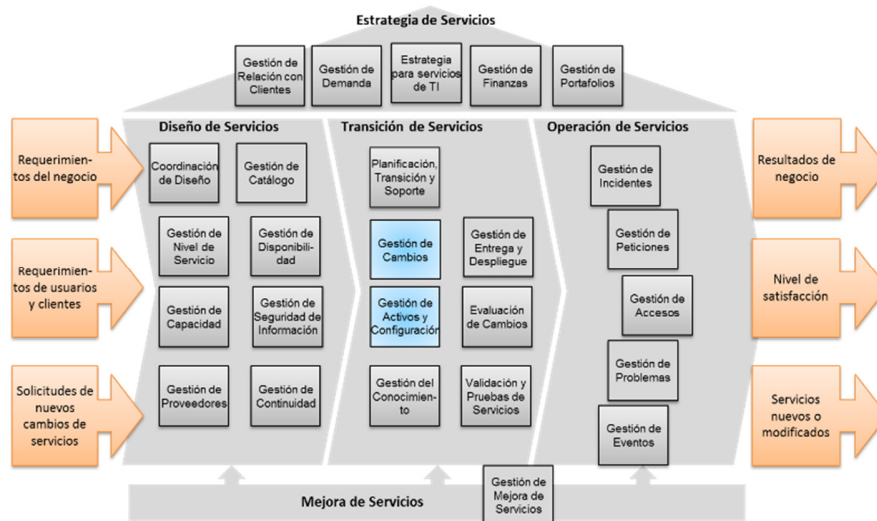 Estrategia de Servicios
Gestión de
Relación con
Clientes
Gestión de
Demanda
Estrategia
para servicios
de TI
Gestión de
Finanzas
Gestión de
Portafolios
Diseño de Servicios
Transición de Servicios
Operación de Servicios
Requerimien-
tos del negocio
Requerimien-
tos de usuarios
y clientes
Solicitudes de
nuevos
cambios de
servicios
Coordinación
de Diseño
Gestión de
Catálogo
Gestión de
Nivel de
Servicio
Gestión de
Disponibili-
dad
Gestión de
Capacidad
Gestión de
Seguridad de
Información
Gestión de
Proveedores
Gestión de
Continuidad
Planificación,
Transición y
Soporte
Gestión de
Cambios
Gestión de
Entrega y
Despliegue
Gestión de
Activos y
Configuración
Evaluación
de Cambios
Gestión del
Conocimiento
Validación y
Pruebas de
Servicios
Gestión de
Incidentes
Gestión de
Peticiones
Gestión de
Accesos
Gestión de
Problemas
Gestión de
Eventos
Resultados de
negocio
Nivel de
satisfacción
Servicios
nuevos o
modificados
Mejora de Servicios
Gestión de
Mejora de
Servicios